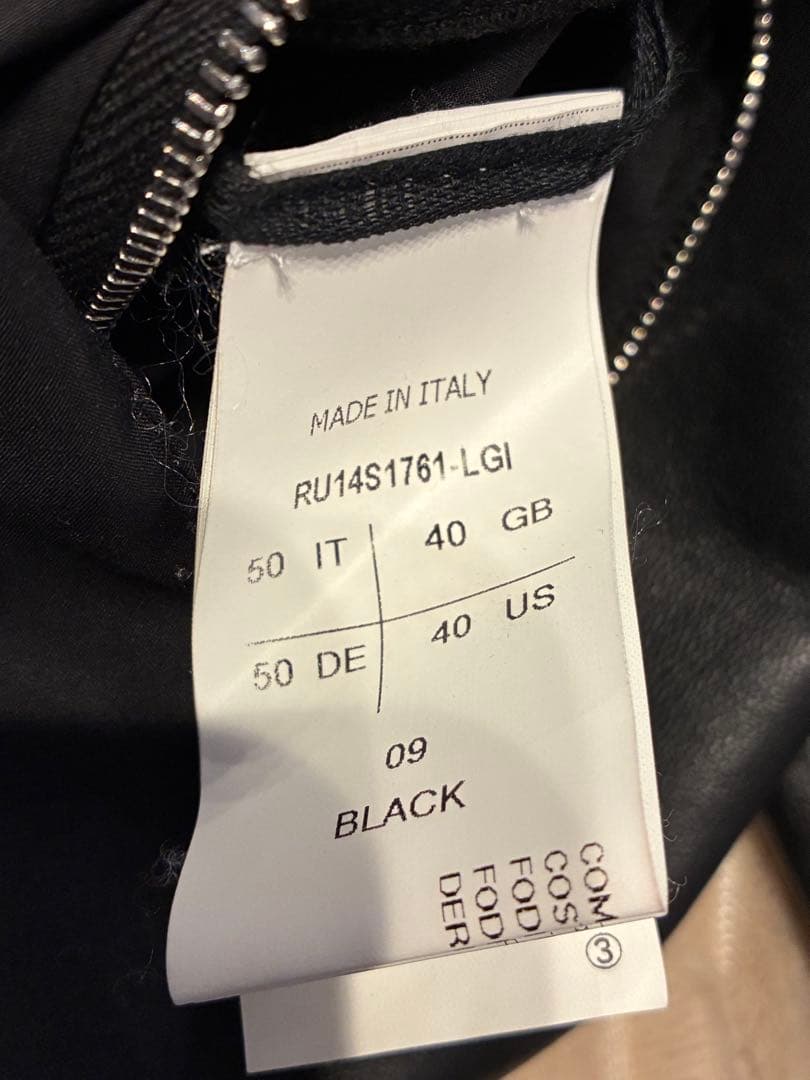 MADE IN ITALY
RU14S1761-LGI
50 IT 40 GB
50 DE 40 US
09
BLACK
COM
COS
FOD
FOD
DER
3